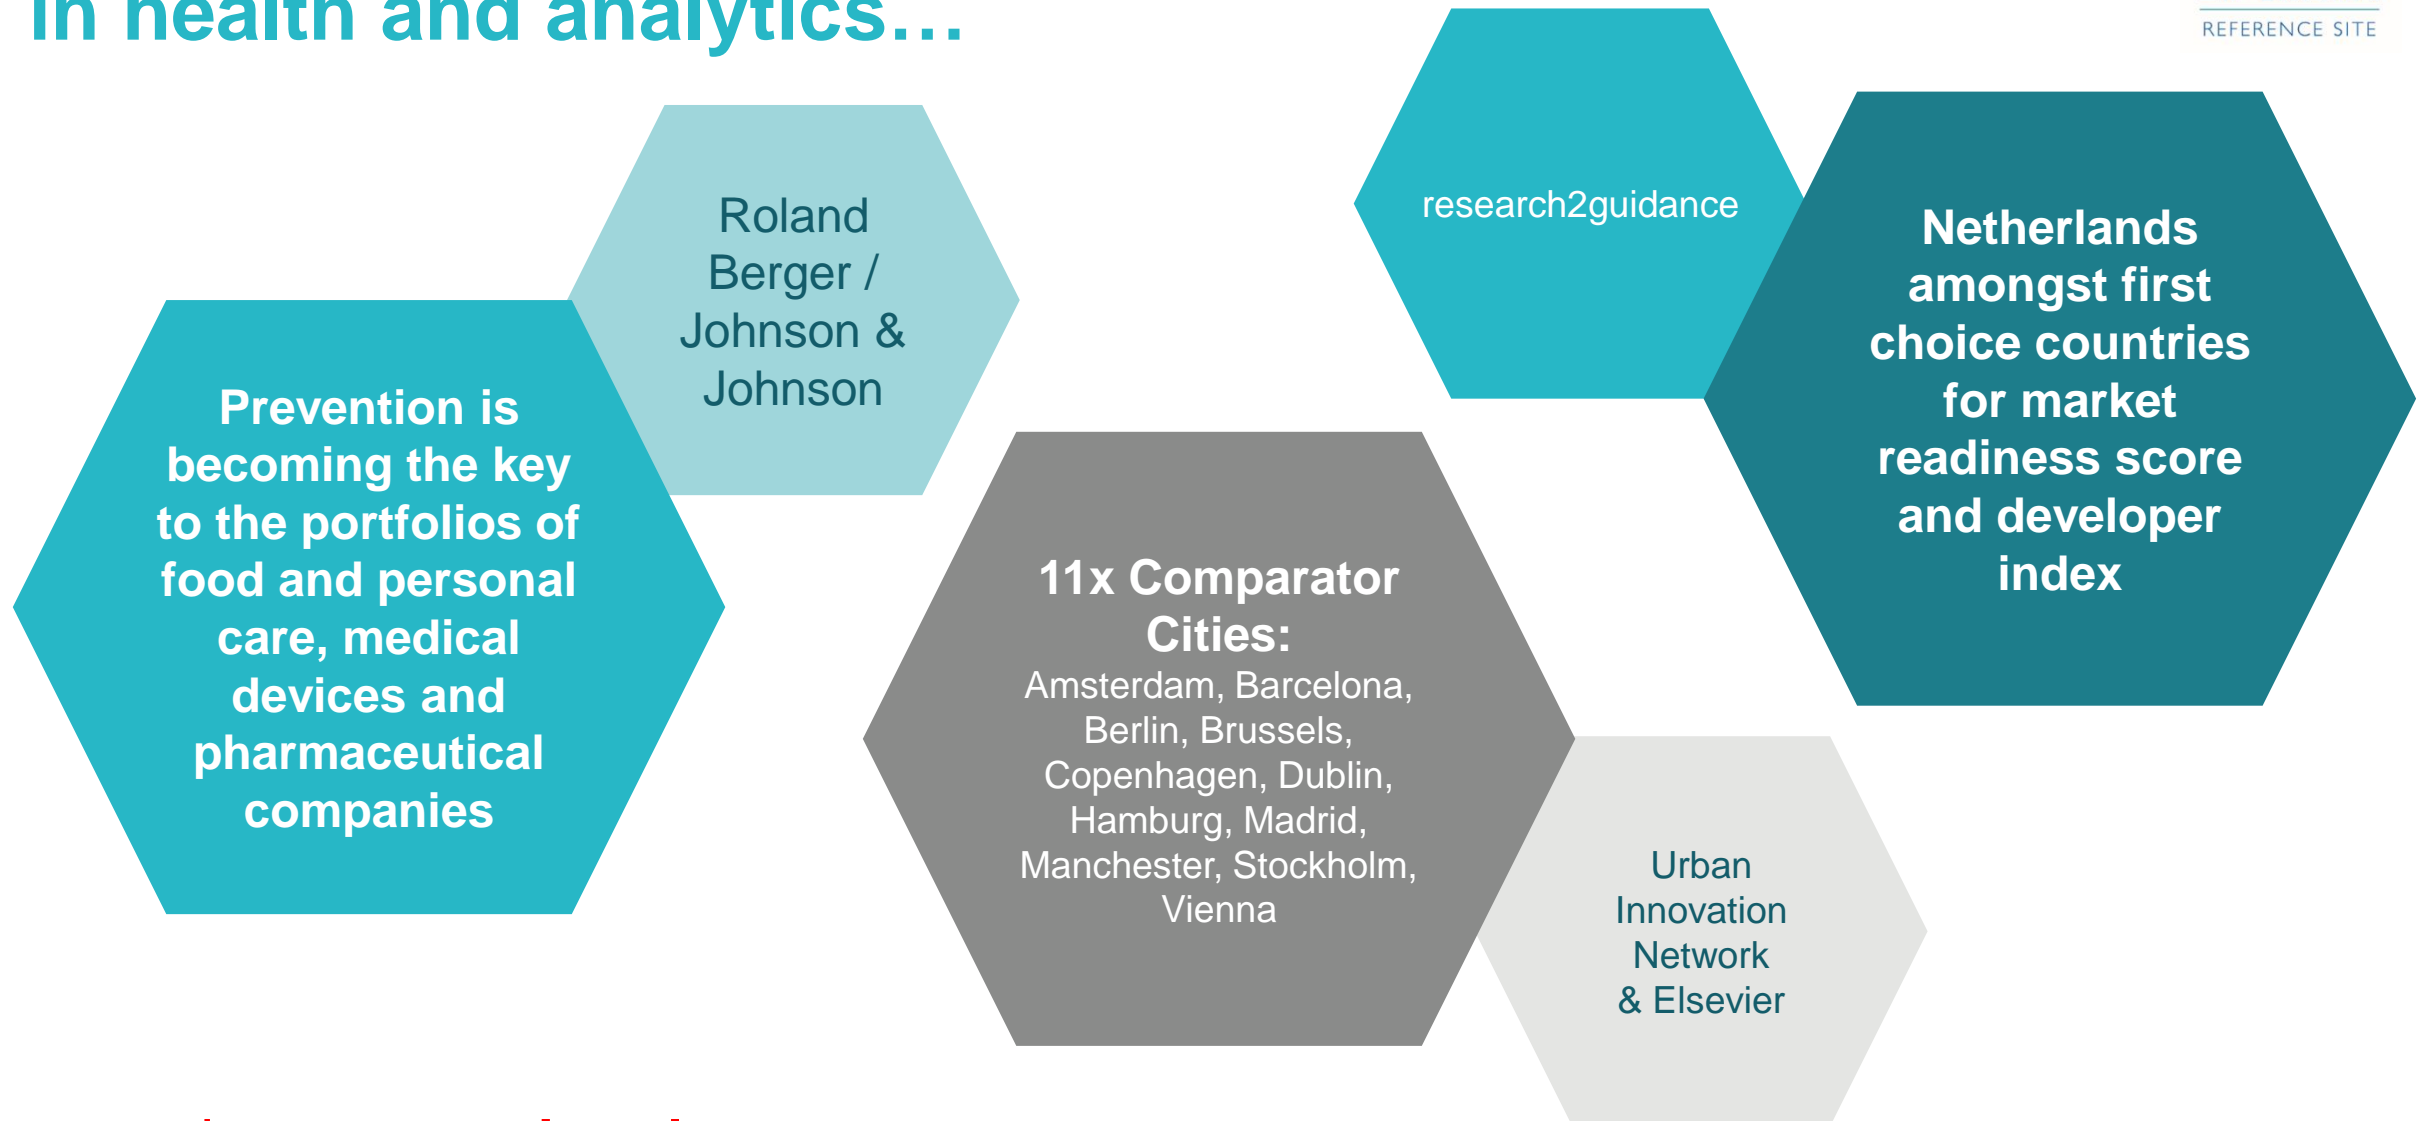 in health and analytics…
REFERENCE SITE
Roland
Berger /
Johnson &
Johnson
Prevention is
becoming the key
to the portfolios of
food and personal
care, medical
devices and
pharmaceutical
companies
research2guidance
Netherlands
amongst first
choice countries
for market
readiness score
and developer
index
11x Comparator
Cities:
Amsterdam, Barcelona,
Berlin, Brussels,
Copenhagen, Dublin,
Hamburg, Madrid,
Manchester, Stockholm,
Vienna
Urban
Innovation
Network
& Elsevier